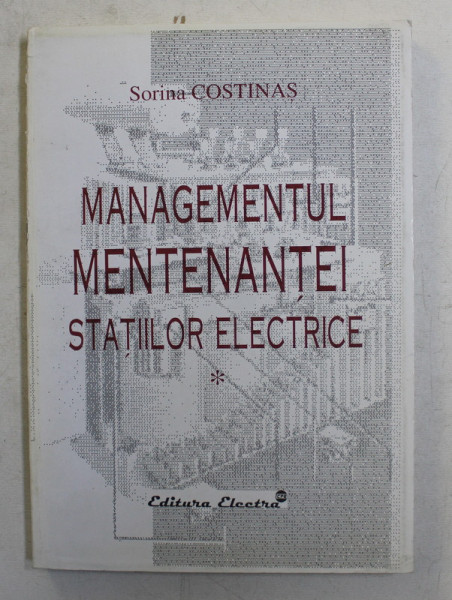 Sorina COSTINAȘ
MANAGEMENTUL
MENTENANȚEI
STAȚIILOR ELECTRICE
*
Editura Electra